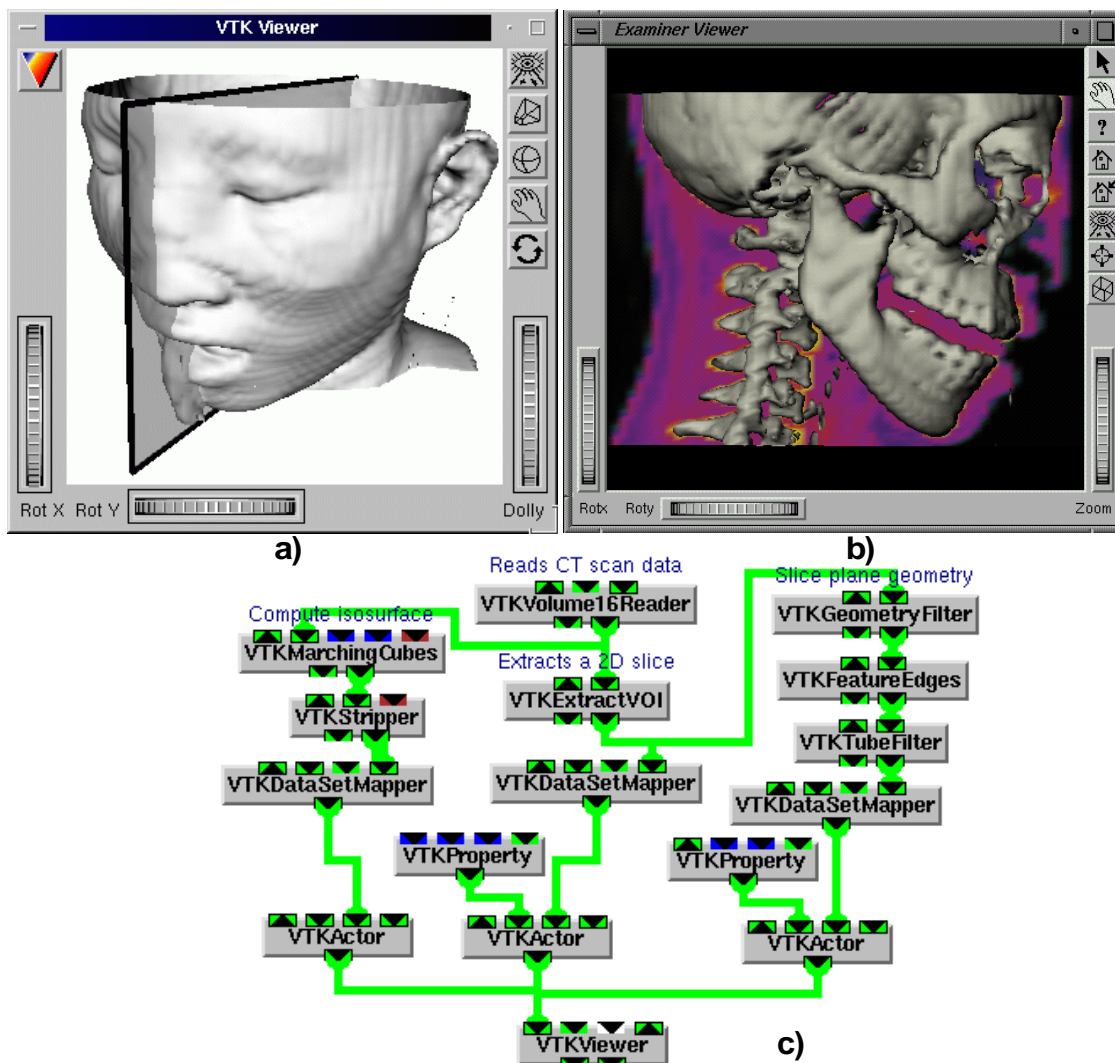 VTK Viewer
Rot X Rot Y
Dolly
a)
Examiner Viewer
?
Rotx Roty
Zoom
b)
Reads CT scan data
VTKVolume16Reader
Compute isosurface
VTKMarchingCubes
VTKStripper
VTKDataSetMapper
Extracts a 2D slice
VTKExtractVOI
VTKDataSetMapper
Slice plane geometry
VTKGeometryFilter
VTKFeatureEdges
VTKTubeFilter
VTKDataSetMapper
VTKProperty
VTKProperty
VTKActor
VTKActor
VTKActor
VTKViewer
c)